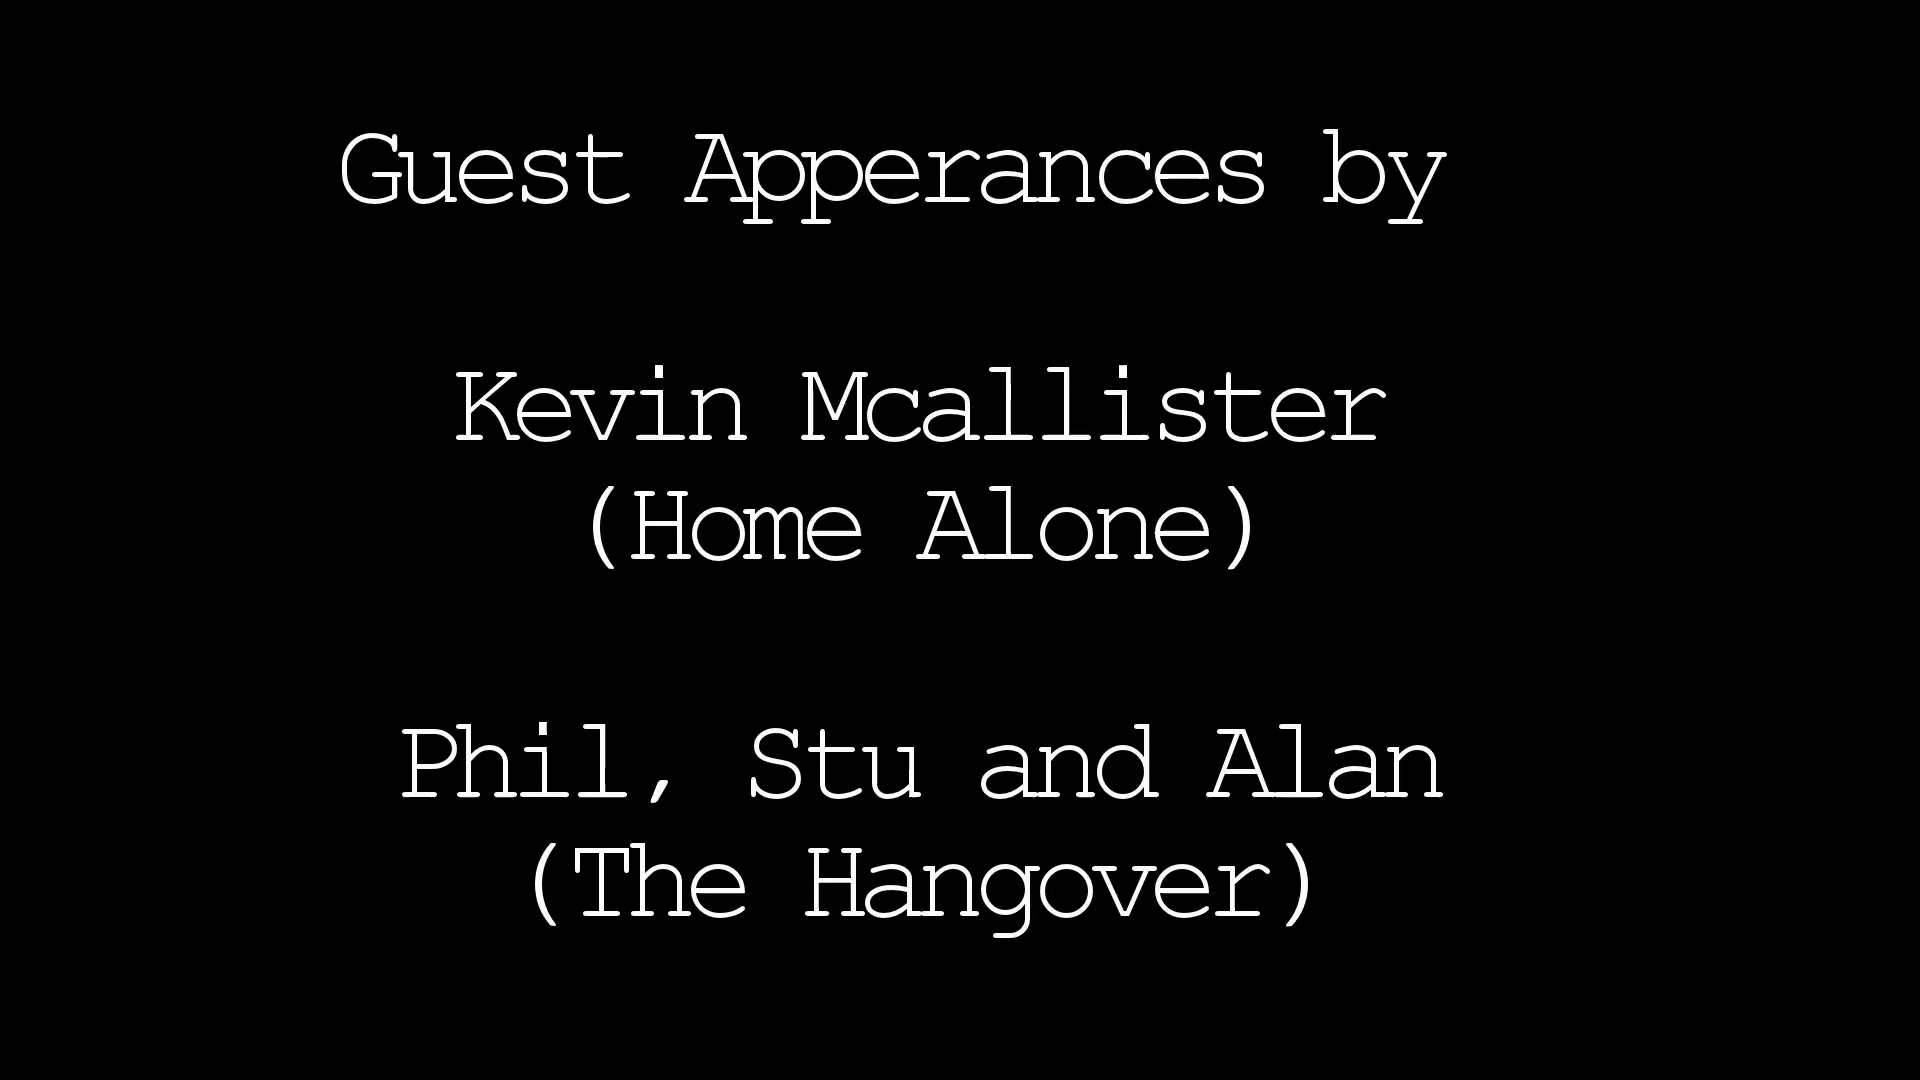 Guest Apperances by
Kevin Mcallister
(Home Alone)
Phil, Stu and Alan
(The Hangover)